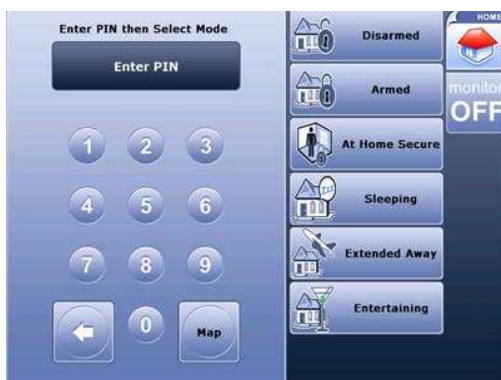 Enter PIN then Select Mode
Enter PIN
1 2 3
4 5 6
7 8 9
0 Map
Disarmed
Armed
At Home Secure
Zzz
Sleeping
Extended Away
Entertaining
HOME
monitor
OFF